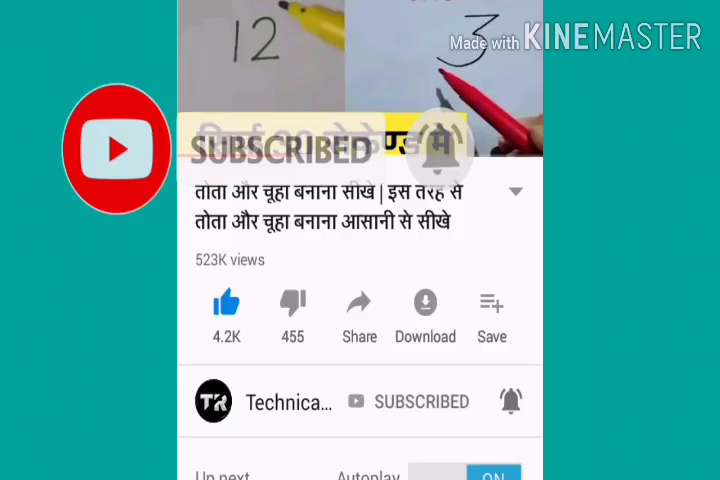 12
3
Made with KINEMASTER
SUBSCRIBED
में
तोता और चूहा बनाना सीखे | इस तरह से
तोता और चूहा बनाना आसानी से सीखे
523K views
4.2K
455
Share
Download
Save
TR
Technica...
SUBSCRIBED
Up next
Autoplay
ON